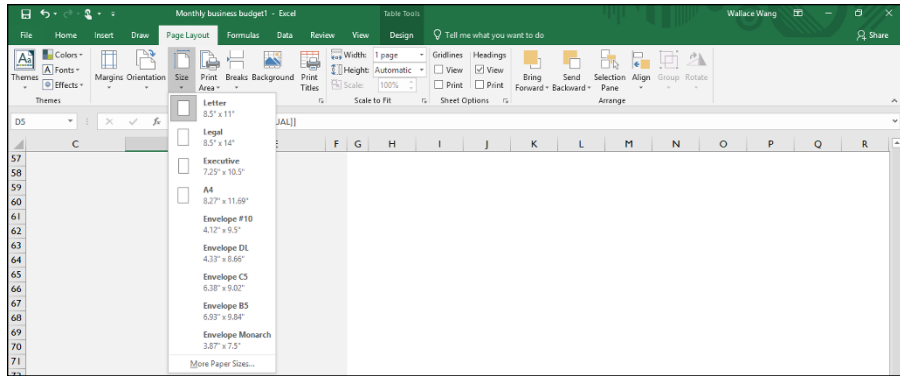 Monthly business budget1 - Excel
Table Tools
Wallace Wang
File Home Insert Draw Page Layout Formulas Data Review View Design Tell me what you want to do Share
Colors
Fonts
Effects
Themes
Margins Orientation Size Print Area Breaks Background Print Titles
Width: 1 page
Height: Automatic
Scale: 100%
Gridlines Headings
View View
Print Print
Bring Forward Send Backward Selection Pane Align Group Rotate
Themes Scale to Fit Sheet Options Arrange
D5 fx UAL]]
Letter
8.5" x 11"
Legal
8.5" x 14"
Executive
7.25" x 10.5"
A4
8.27" x 11.69"
Envelope #10
4.12" x 9.5"
Envelope DL
4.33" x 8.66"
Envelope C5
6.38" x 9.02"
Envelope B5
6.93" x 9.84"
Envelope Monarch
3.87" x 7.5"
More Paper Sizes...
C F G H I J K L M N O P Q R
57
58
59
60
61
62
63
64
65
66
67
68
69
70
71